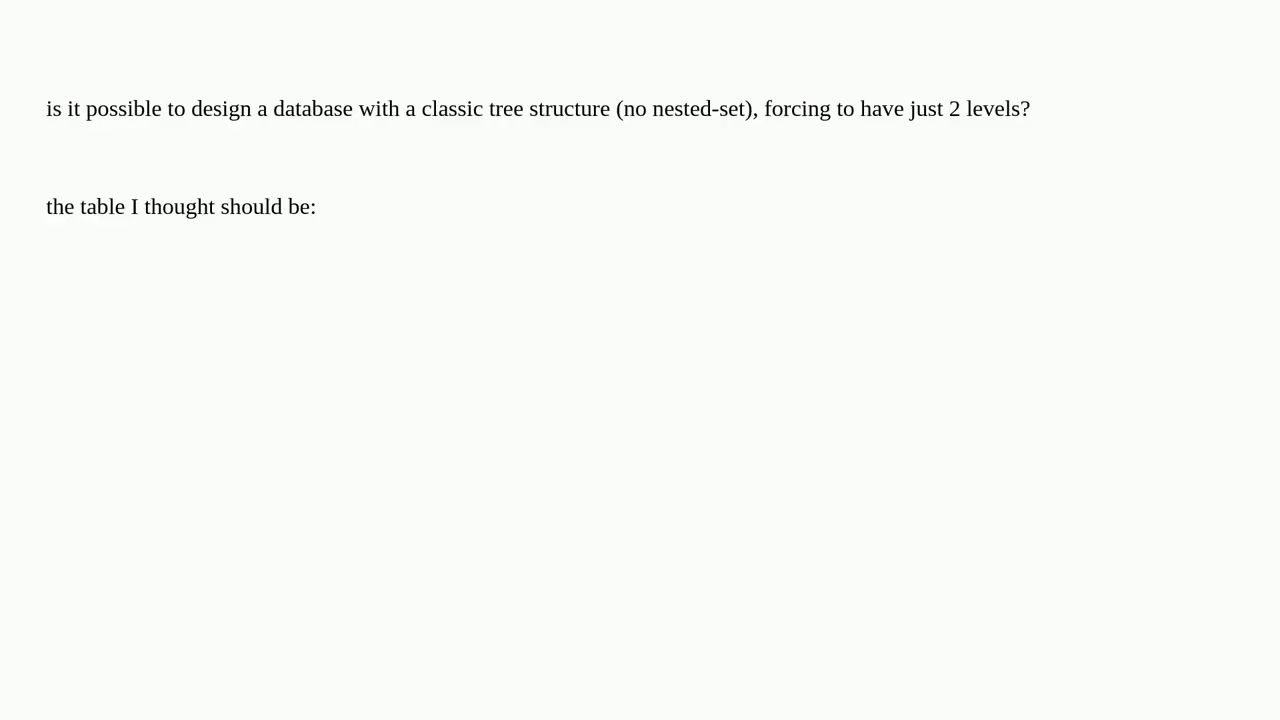 is it possible to design a database with a classic tree structure (no nested-set), forcing to have just 2 levels?
the table I thought should be: